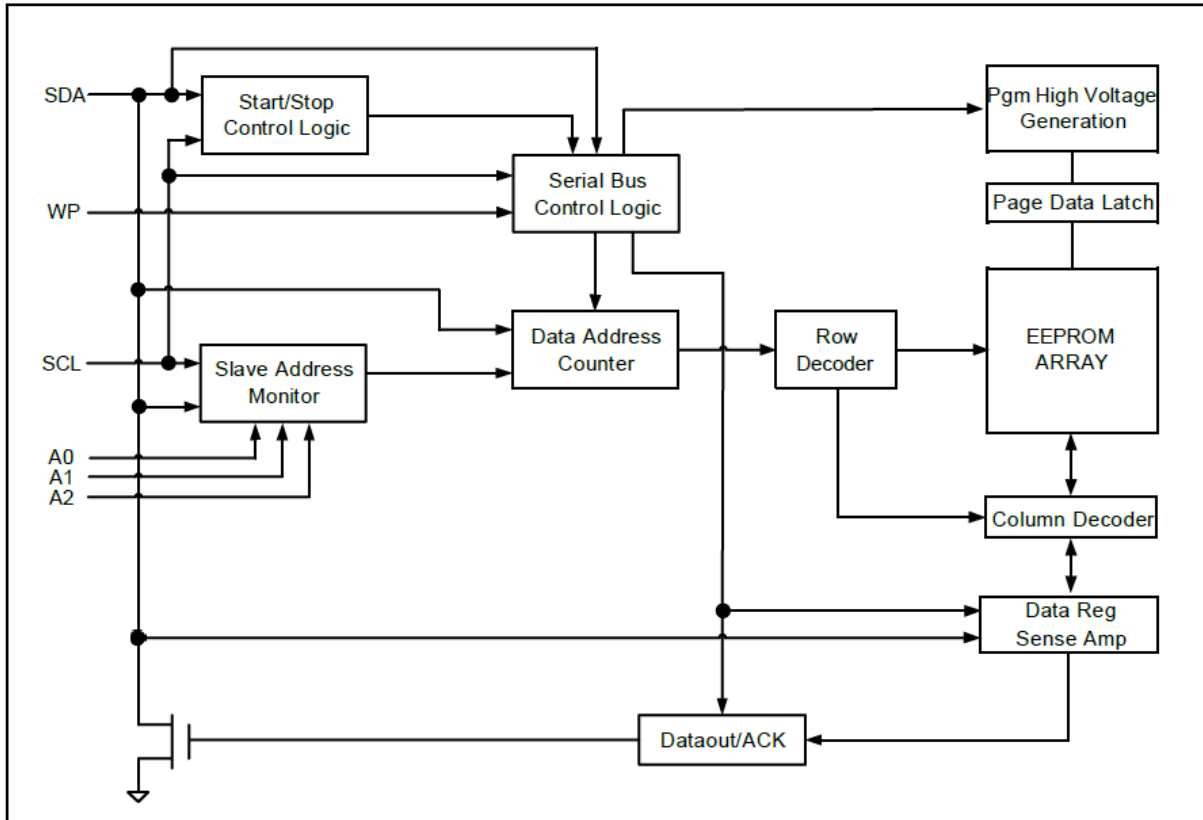 SDA
Start/Stop
Control Logic
Pgm High Voltage
Generation
WP
Serial Bus
Control Logic
Page Data Latch
SCL
Slave Address
Monitor
Data Address
Counter
Row
Decoder
EEPROM
ARRAY
A0
A1
A2
Column Decoder
Data Reg
Sense Amp
Dataout/ACK